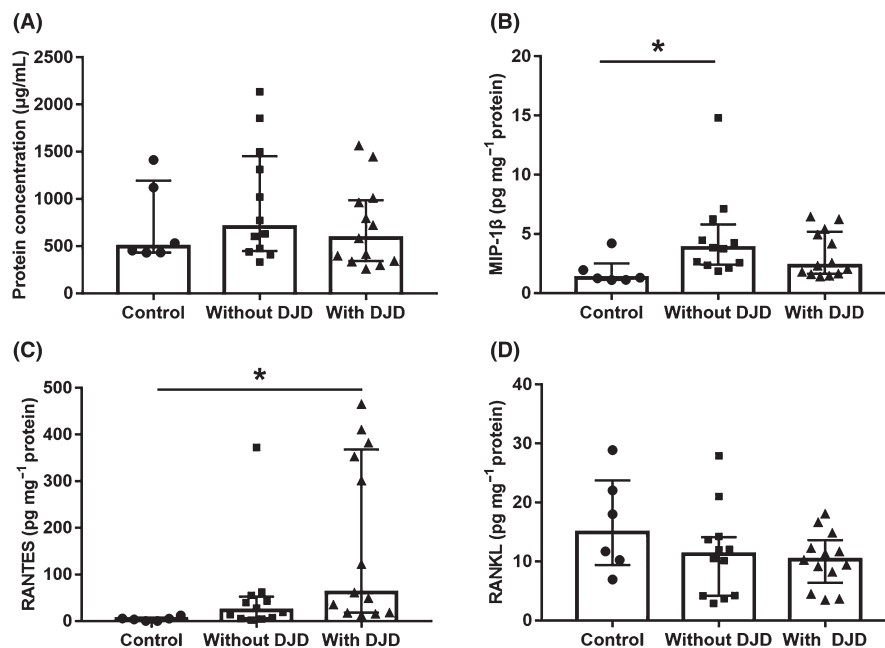 (A)
Protein concentration (µg/mL)
2500
2000
1500
1000
500
0
Control Without DJD With DJD
(B)
MIP-1β (pg mg⁻¹ protein)
20
15
10
5
0
*
Control Without DJD With DJD
(C)
RANTES (pg mg⁻¹ protein)
500
400
300
200
100
0
*
Control Without DJD With DJD
(D)
RANKL (pg mg⁻¹ protein)
40
30
20
10
0
Control Without DJD With DJD